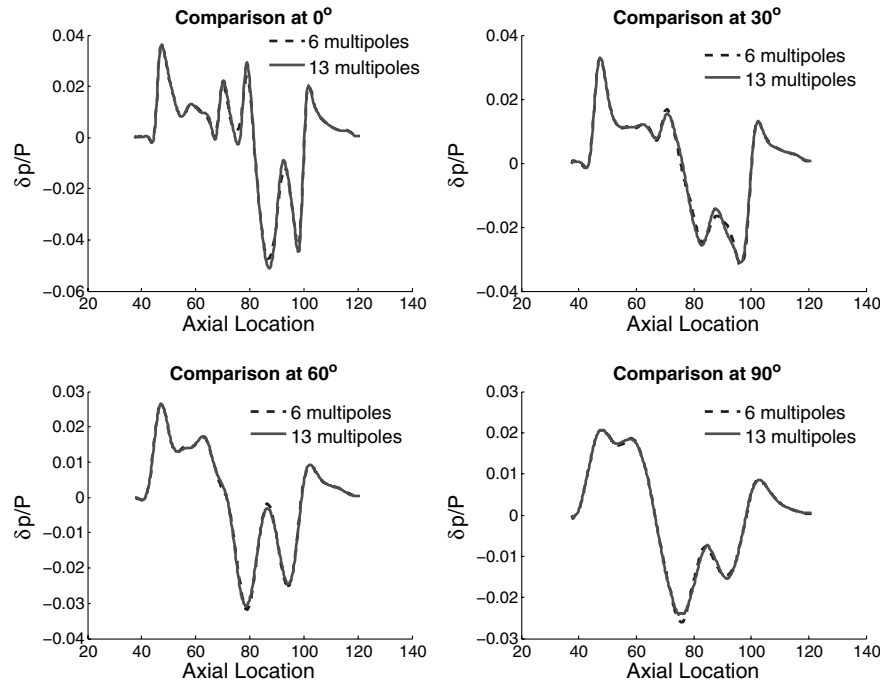 Comparison at 0°
0.04
0.02
0
−0.02
−0.04
−0.06
δp/P
20 40 60 80 100 120 140
Axial Location
6 multipoles
13 multipoles
Comparison at 30°
0.04
0.02
0
−0.02
−0.04
δp/P
20 40 60 80 100 120 140
Axial Location
6 multipoles
13 multipoles
Comparison at 60°
0.03
0.02
0.01
0
−0.01
−0.02
−0.03
−0.04
δp/P
20 40 60 80 100 120 140
Axial Location
6 multipoles
13 multipoles
Comparison at 90°
0.03
0.02
0.01
0
−0.01
−0.02
−0.03
δp/P
20 40 60 80 100 120 140
Axial Location
6 multipoles
13 multipoles